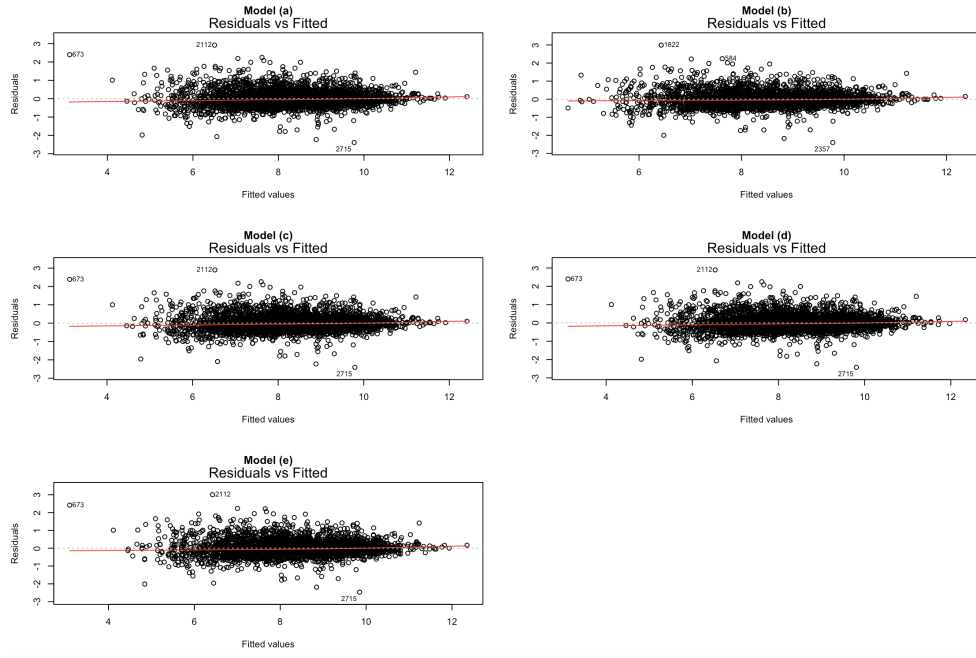 Model (a)
Residuals vs Fitted
Residuals
3
2
1
0
-1
-2
-3
673
2112
2715
4 6 8 10 12
Fitted values
Model (b)
Residuals vs Fitted
Residuals
3
2
1
0
-1
-2
-3
1822
684
2357
6 8 10 12
Fitted values
Model (c)
Residuals vs Fitted
Residuals
3
2
1
0
-1
-2
-3
673
2112
2715
4 6 8 10 12
Fitted values
Model (d)
Residuals vs Fitted
Residuals
3
2
1
0
-1
-2
-3
673
2112
2715
4 6 8 10 12
Fitted values
Model (e)
Residuals vs Fitted
Residuals
3
2
1
0
-1
-2
-3
673
2112
2715
4 6 8 10 12
Fitted values